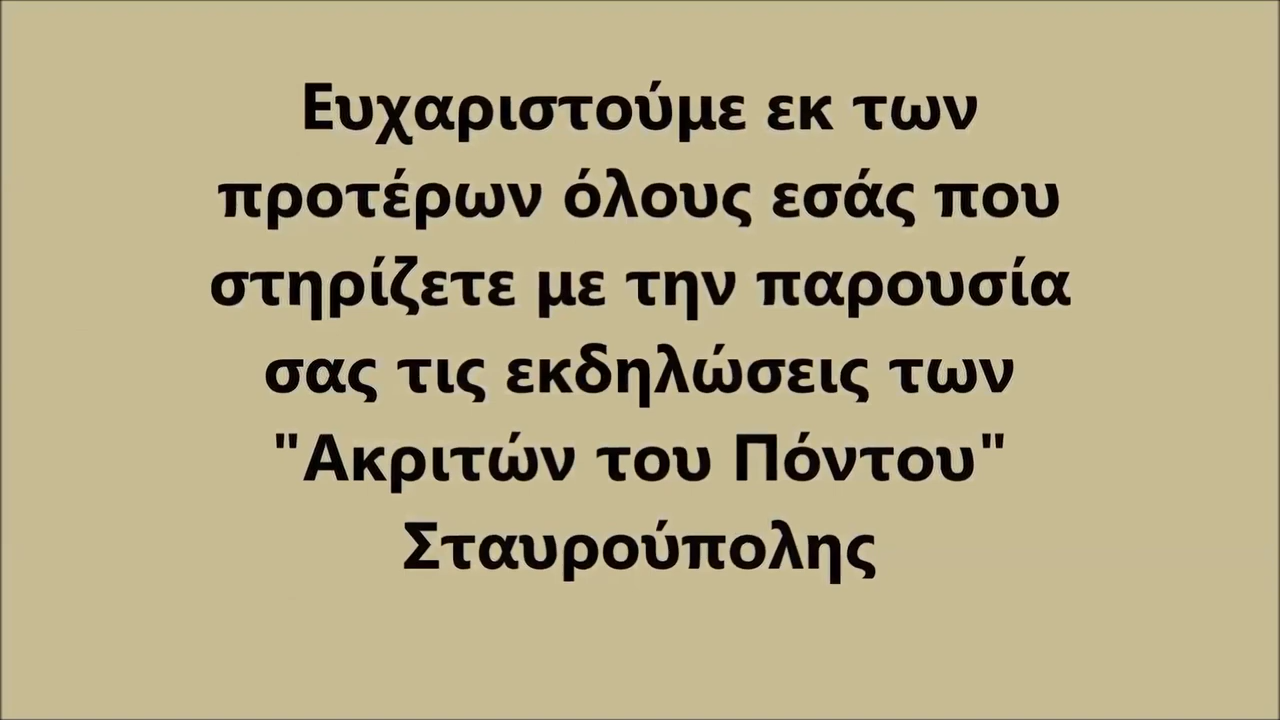 Ευχαριστούμε εκ των
προτέρων όλους εσάς που
στηρίζετε με την παρουσία
σας τις εκδηλώσεις των
"Ακριτών του Πόντου"
Σταυρούπολης